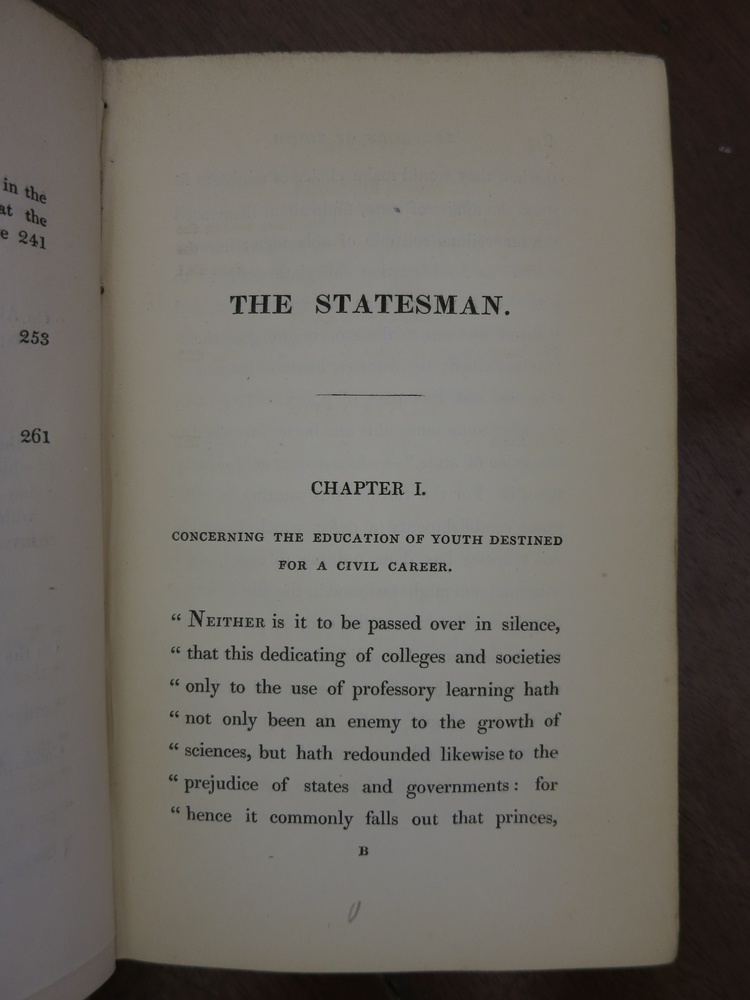 in the
at the
e 241
253
261
THE STATESMAN.
CHAPTER I.
CONCERNING THE EDUCATION OF YOUTH DESTINED
FOR A CIVIL CAREER.
“ NEITHER is it to be passed over in silence,
“ that this dedicating of colleges and societies
“ only to the use of professory learning hath
“ not only been an enemy to the growth of
“ sciences, but hath redounded likewise to the
“ prejudice of states and governments: for
“ hence it commonly falls out that princes,
B